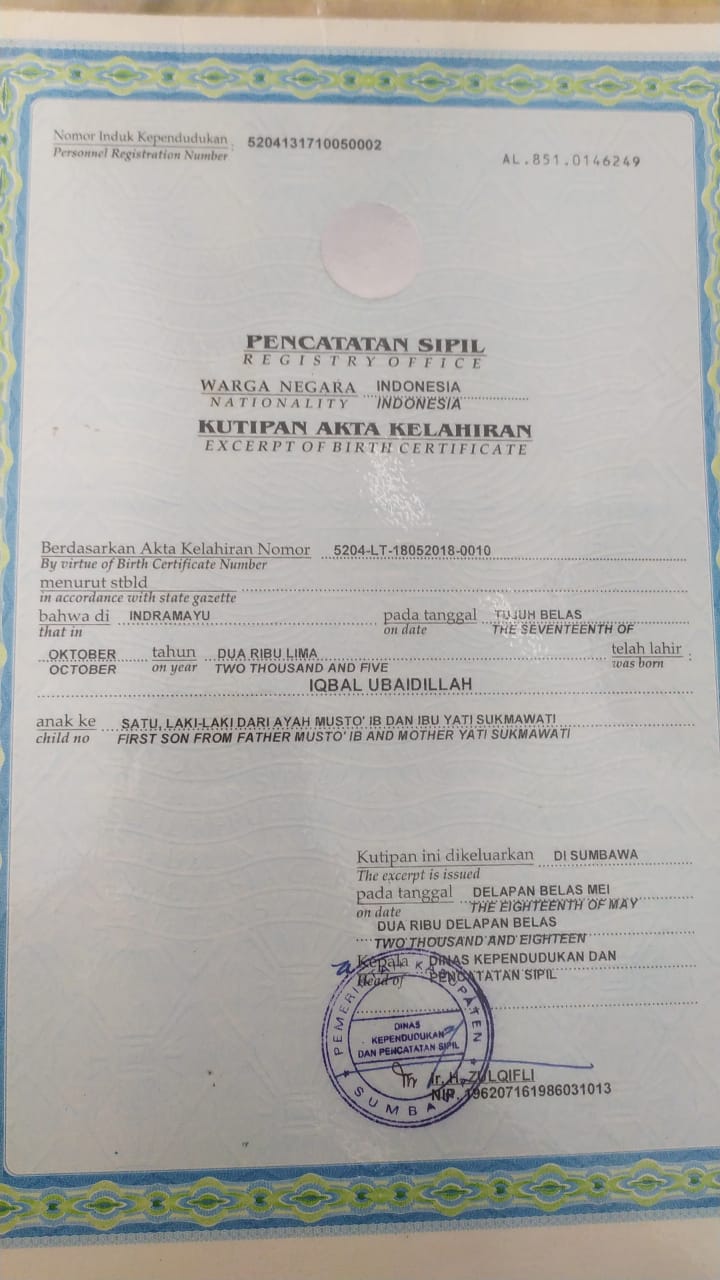 Nomor Induk Kependudukan : 5204131710050002
Personnel Registration Number
AL.851.0146249
PENCATATAN SIPIL
REGISTRY OFFICE
WARGA NEGARA INDONESIA
NATIONALITY INDONESIA
KUTIPAN AKTA KELAHIRAN
EXCERPT OF BIRTH CERTIFICATE
Berdasarkan Akta Kelahiran Nomor 5204-LT-18052018-0010
By virtue of Birth Certificate Number
menurut stbld
in accordance with state gazette
bahwa di INDRAMAYU pada tanggal TUJUH BELAS
that in on date THE SEVENTEENTH OF
OKTOBER tahun DUA RIBU LIMA telah lahir :
OCTOBER on year TWO THOUSAND AND FIVE was born
IQBAL UBAIDILLAH
anak ke SATU, LAKI-LAKI DARI AYAH MUSTO' IB DAN IBU YATI SUKMAWATI
child no FIRST SON FROM FATHER MUSTO' IB AND MOTHER YATI SUKMAWATI
Kutipan ini dikeluarkan DI SUMBAWA
The excerpt is issued
pada tanggal DELAPAN BELAS MEI
on date THE EIGHTEENTH OF MAY
DUA RIBU DELAPAN BELAS
TWO THOUSAND AND EIGHTEEN
Kepala DINAS KEPENDUDUKAN DAN
Head of PENCATATAN SIPIL
PEMERINTAH KABUPATEN
DINAS
KEPENDUDUKAN
DAN PENCATATAN SIPIL
SUMBAWA
Ir. H. ZULQIFLI
NIP. 196207161986031013